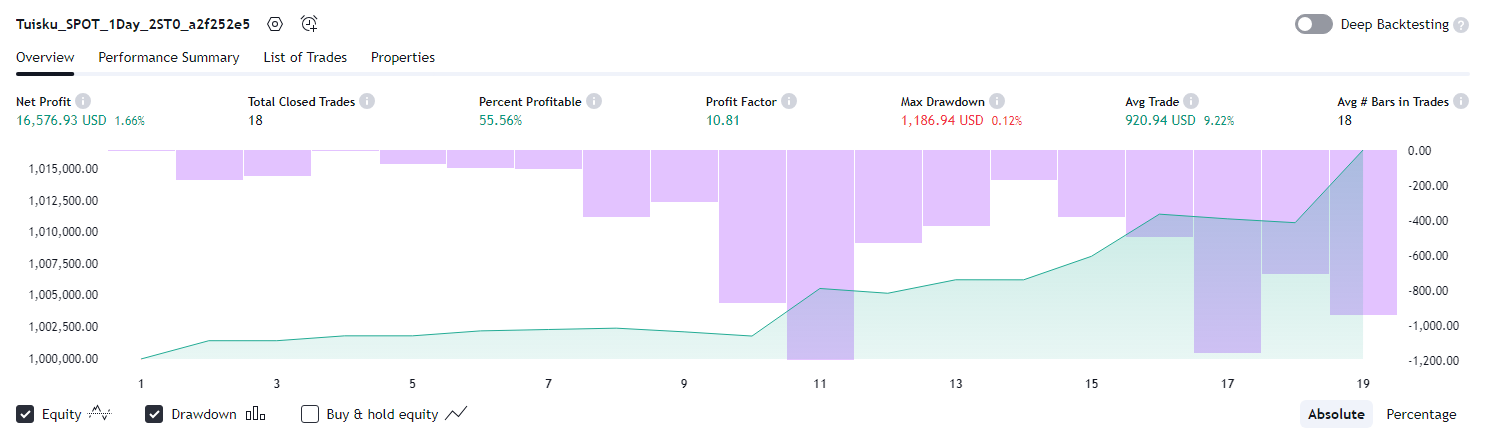 Tuisku_SPOT_1Day_2ST0_a2f252e5 Deep Backtesting ?
Overview Performance Summary List of Trades Properties
Net Profit i Total Closed Trades i Percent Profitable i Profit Factor i Max Drawdown i Avg Trade i Avg # Bars in Trades i
16,576.93 USD 1.66% 18 55.56% 10.81 1,186.94 USD 0.12% 920.94 USD 9.22% 18
0.00
1,015,000.00
-200.00
1,012,500.00
-400.00
1,010,000.00
-600.00
1,007,500.00
-800.00
1,005,000.00
-1,000.00
1,002,500.00
1,000,000.00 -1,200.00
1 3 5 7 9 11 13 15 17 19
Equity Drawdown Buy & hold equity Absolute Percentage